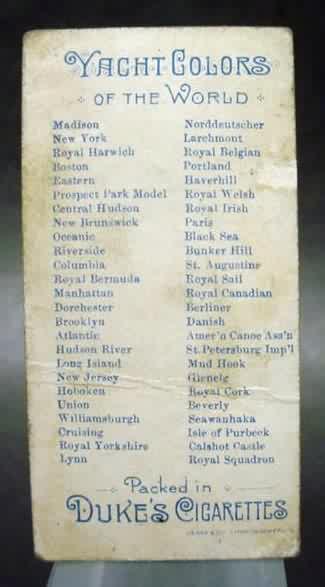 YACHT COLORS
OF THE WORLD
Madison
New York
Royal Harwich
Boston
Eastern
Prospect Park Model
Central Hudson
New Brunswick
Oceanic
Riverside
Columbia
Royal Bermuda
Manhattan
Dorchester
Brooklyn
Atlantic
Hudson River
Long Island
New Jersey
Hoboken
Union
Williamsburgh
Cruising
Royal Yorkshire
Lynn
Norddeutscher
Larchmont
Royal Belgian
Portland
Haverhill
Royal Welsh
Royal Irish
Paris
Black Sea
Bunker Hill
St. Augustine
Royal Sail
Royal Canadian
Berliner
Danish
Amer'n Canoe Ass'n
St. Petersburg Imp'l
Mud Hook
Glenelg
Royal Cork
Beverly
Seawanhaka
Isle of Purbeck
Calshot Castle
Royal Squadron
Packed in
DUKE'S CIGARETTES